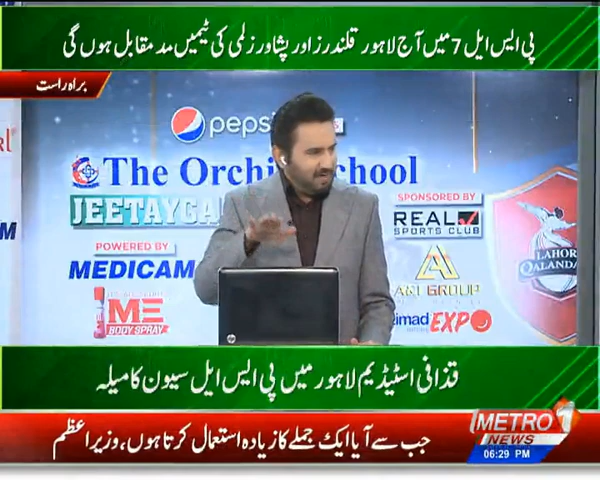 پی ایس ایل 7 میں آج لاہور قلندرز اور پشاور زلمی کی ٹیمیں مد مقابل ہوں گی
براہ راست
pepsi
The Orchi School
JEETAYGA
SPONSORED BY
REAL
SPORTS CLUB
POWERED BY
MEDICAM
LAHORE
QALANDA
A&I GROUP
ME
BODY SPRAY
imad EXPO
قذافی اسٹیڈیم لاہور میں پی ایس ایل سیون کا میلہ
جب سے آیا ایک جملے کا زیادہ استعمال کرتا ہوں، وزیراعظم
METRO 1
NEWS
06:29 PM